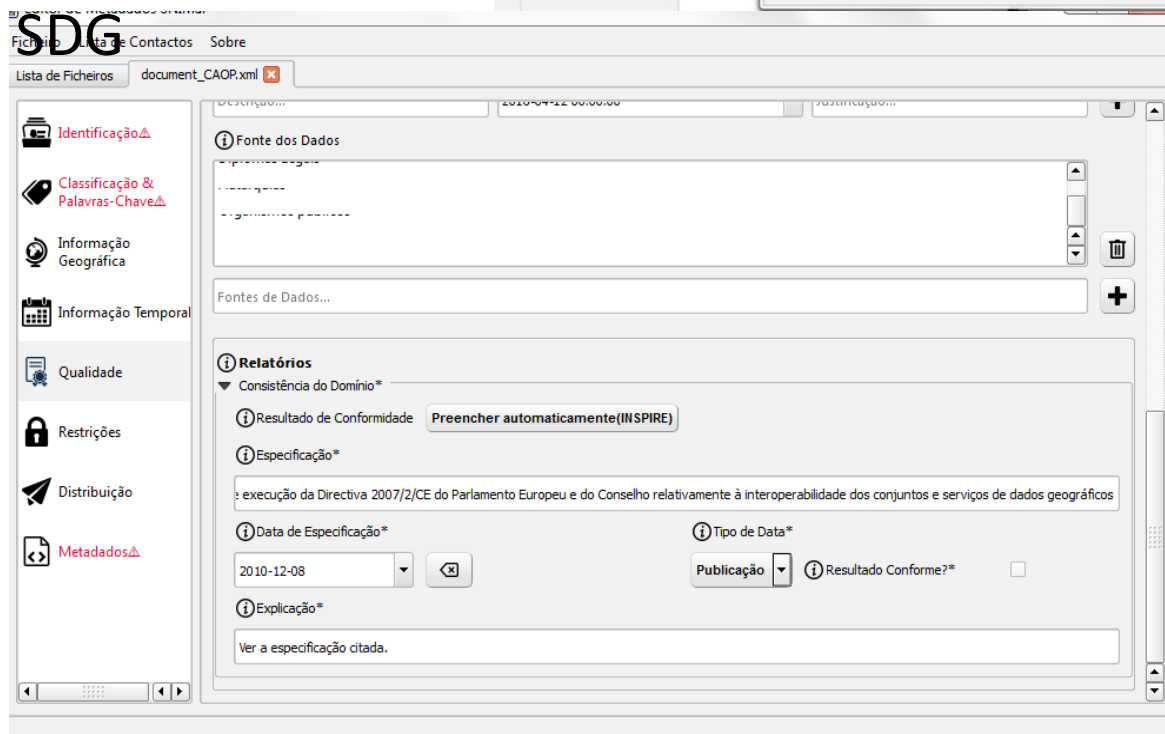 SDG
Ficheiro Lista de Contactos Sobre
Lista de Ficheiros document_CAOP.xml
Identificação
Classificação &
Palavras-Chave
Informação
Geográfica
Informação Temporal
Qualidade
Restrições
Distribuição
Metadados
Fonte dos Dados
Fontes de Dados...
Relatórios
Consistência do Domínio*
Resultado de Conformidade Preencher automaticamente(INSPIRE)
Especificação*
execução da Directiva 2007/2/CE do Parlamento Europeu e do Conselho relativamente à interoperabilidade dos conjuntos e serviços de dados geográficos
Data de Especificação* Tipo de Data*
2010-12-08 Publicação Resultado Conforme?*
Explicação*
Ver a especificação citada.